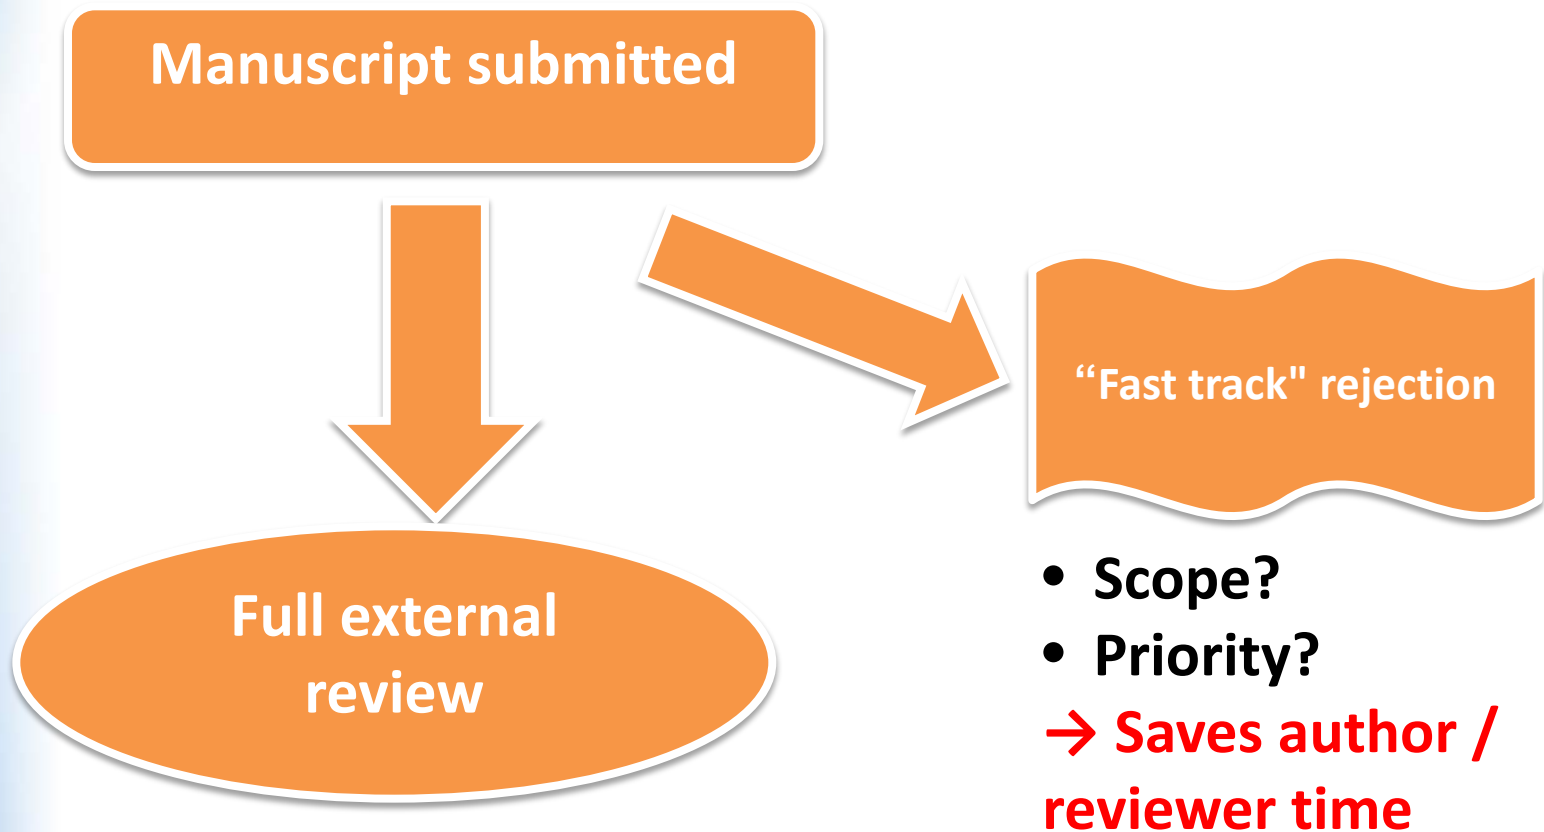 Manuscript submitted
“Fast track" rejection
Full external
review
• Scope?
• Priority?
→ Saves author /
reviewer time